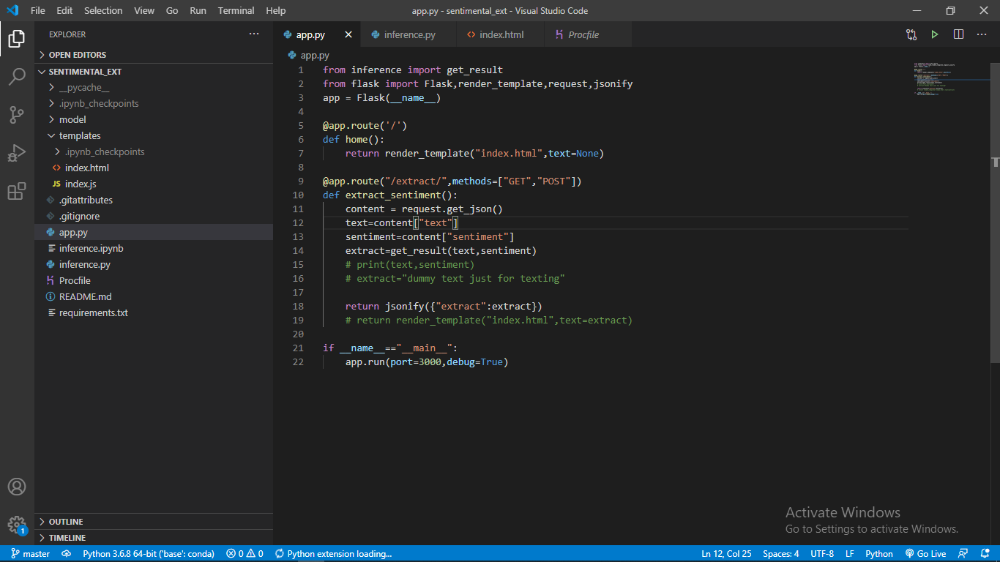 File Edit Selection View Go Run Terminal Help
app.py - sentimental_ext - Visual Studio Code
EXPLORER
OPEN EDITORS
SENTIMENTAL_EXT
__pycache__
.ipynb_checkpoints
model
templates
.ipynb_checkpoints
index.html
JS index.js
.gitattributes
.gitignore
app.py
inference.ipynb
inference.py
Procfile
README.md
requirements.txt
OUTLINE
TIMELINE
1
app.py
inference.py
index.html
Procfile
app.py
1 from inference import get_result
2 from flask import Flask,render_template,request,jsonify
3 app = Flask(__name__)
4
5 @app.route('/')
6 def home():
7     return render_template("index.html",text=None)
8
9 @app.route("/extract/",methods=["GET","POST"])
10 def extract_sentiment():
11     content = request.get_json()
12     text=content["text"]
13     sentiment=content["sentiment"]
14     extract=get_result(text,sentiment)
15     # print(text,sentiment)
16     # extract="dummy text just for texting"
17
18     return jsonify({"extract":extract})
19     # return render_template("index.html",text=extract)
20
21 if __name__=="__main__":
22     app.run(port=3000,debug=True)
Activate Windows
Go to Settings to activate Windows.
master Python 3.6.8 64-bit ('base': conda) 0 0 Python extension loading... Ln 12, Col 25 Spaces: 4 UTF-8 LF Python Go Live